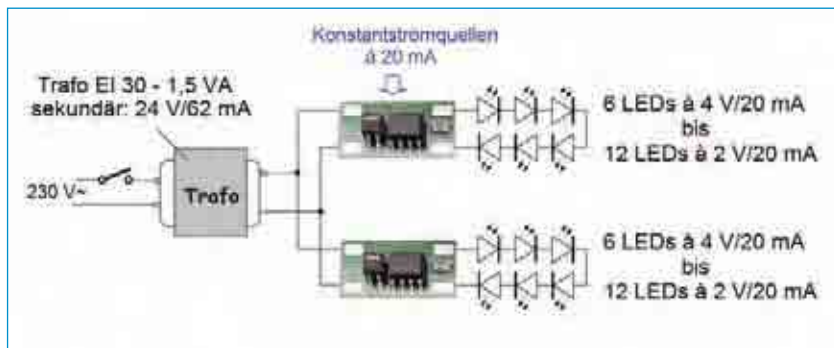 Konstantstromquellen
á 20 mA
Trafo EI 30 - 1,5 VA
sekundär: 24 V/62 mA
230 V~
Trafo
6 LEDs à 4 V/20 mA
bis
12 LEDs à 2 V/20 mA
6 LEDs à 4 V/20 mA
bis
12 LEDs à 2 V/20 mA